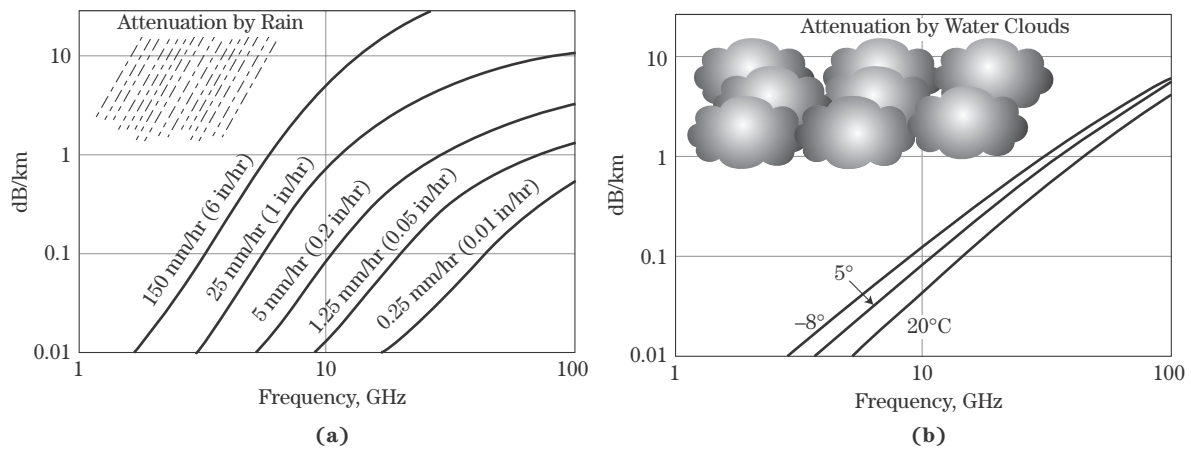 Attenuation by Rain
10
1
0.1
0.01
dB/km
150 mm/hr (6 in/hr)
25 mm/hr (1 in/hr)
5 mm/hr (0.2 in/hr)
1.25 mm/hr (0.05 in/hr)
0.25 mm/hr (0.01 in/hr)
1
10
100
Frequency, GHz
(a)
Attenuation by Water Clouds
10
1
0.1
0.01
dB/km
5°
–8°
20°C
1
10
100
Frequency, GHz
(b)